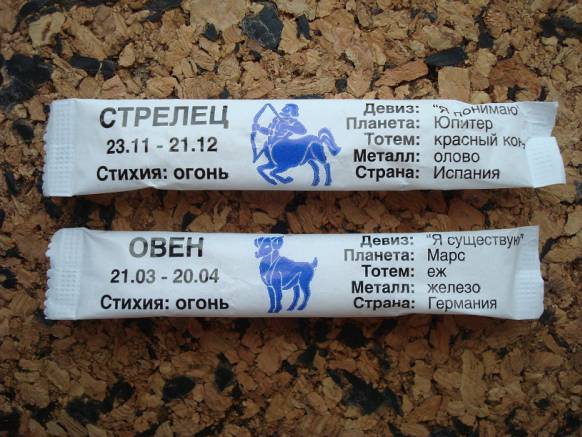 СТРЕЛЕЦ
23.11 - 21.12
Стихия: огонь
Девиз: "Я понимаю"
Планета: Юпитер
Тотем: красный
Металл: олово
Страна: Испания
ОВЕН
21.03 - 20.04
Стихия: огонь
Девиз: "Я существую"
Планета: Марс
Тотем: еж
Металл: железо
Страна: Германия